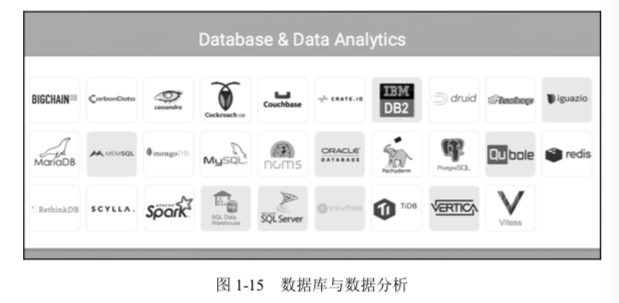 Database & Data Analytics
BIGCHAINDB CarbonData cassandra Cockroach DB Couchbase CRATE.IO IBM DB2 druid hadoop iguazio
MariaDB MEMSQL mongoDB MySQL noms ORACLE DATABASE Pachyderm PostgreSQL Qubole redis
RethinkDB SCYLLA. APACHE Spark SQL Data Warehouse SQL Server snowflake TiDB VERTICA Vitess
图 1-15 数据库与数据分析